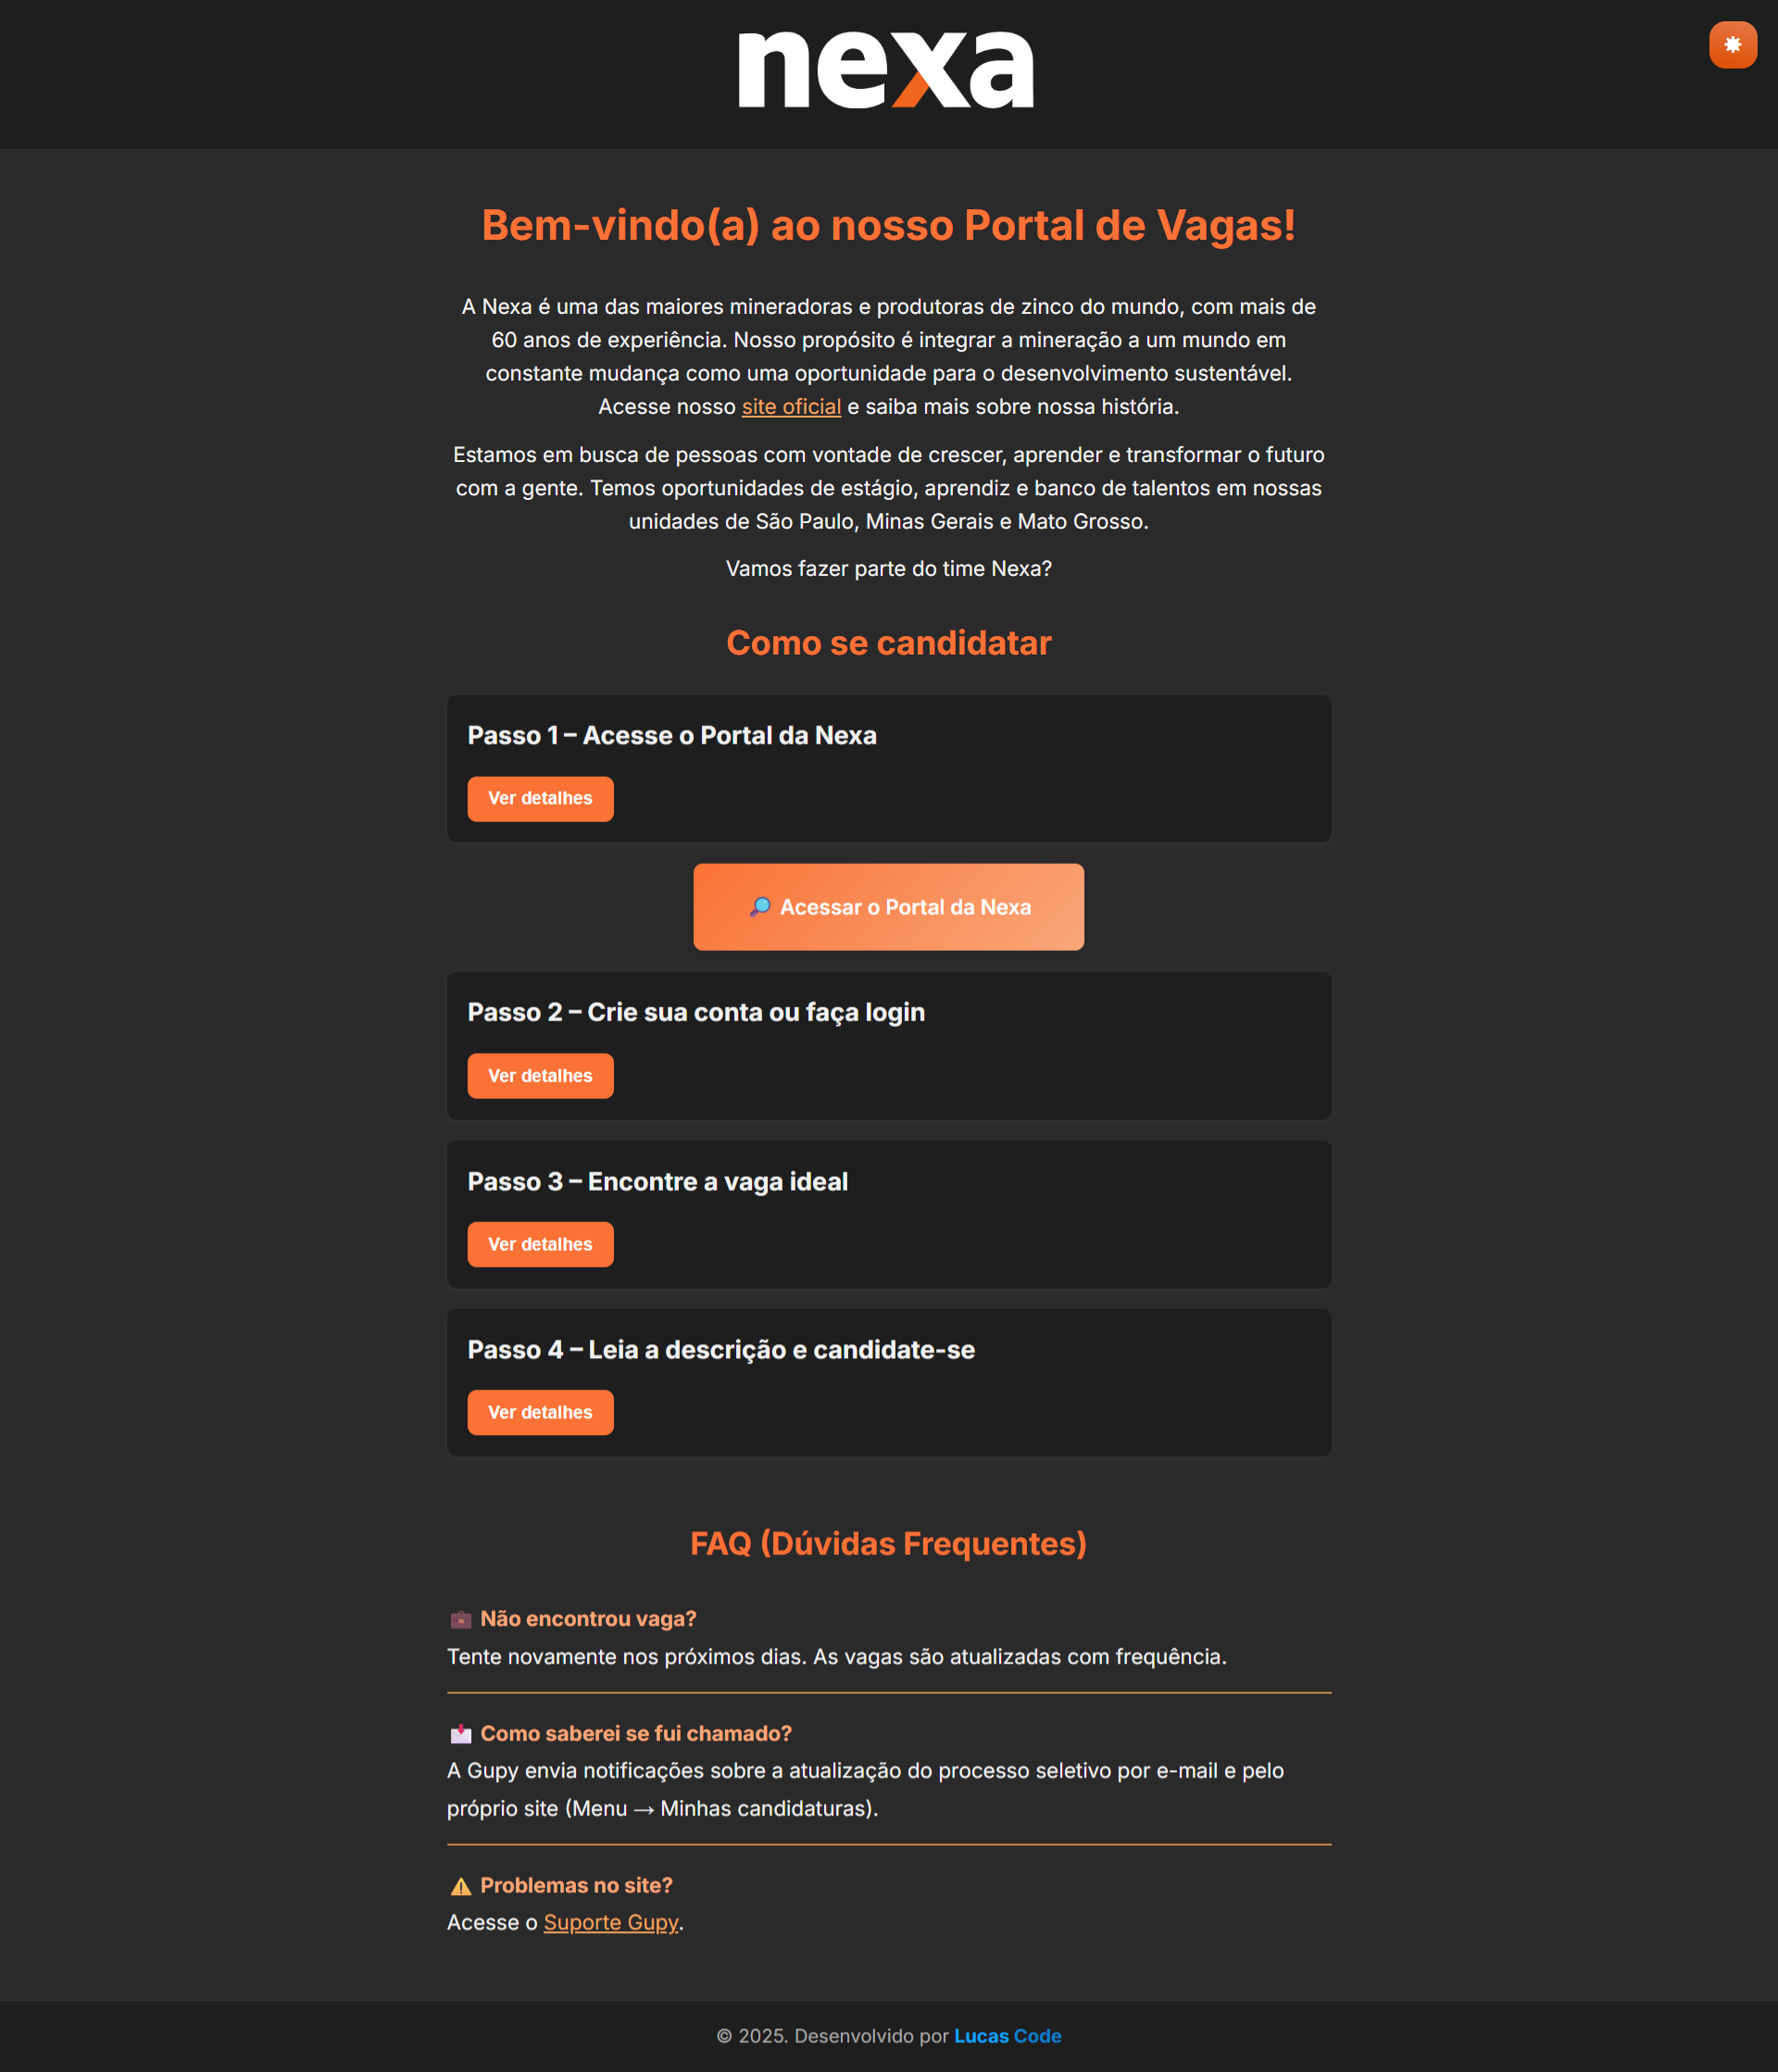 nexa
Bem-vindo(a) ao nosso Portal de Vagas!
A Nexa é uma das maiores mineradoras e produtoras de zinco do mundo, com mais de
60 anos de experiência. Nosso propósito é integrar a mineração a um mundo em
constante mudança como uma oportunidade para o desenvolvimento sustentável.
Acesse nosso site oficial e saiba mais sobre nossa história.
Estamos em busca de pessoas com vontade de crescer, aprender e transformar o futuro
com a gente. Temos oportunidades de estágio, aprendiz e banco de talentos em nossas
unidades de São Paulo, Minas Gerais e Mato Grosso.
Vamos fazer parte do time Nexa?
Como se candidatar
Passo 1 – Acesse o Portal da Nexa
Ver detalhes
Acessar o Portal da Nexa
Passo 2 – Crie sua conta ou faça login
Ver detalhes
Passo 3 – Encontre a vaga ideal
Ver detalhes
Passo 4 – Leia a descrição e candidate-se
Ver detalhes
FAQ (Dúvidas Frequentes)
Não encontrou vaga?
Tente novamente nos próximos dias. As vagas são atualizadas com frequência.
Como saberei se fui chamado?
A Gupy envia notificações sobre a atualização do processo seletivo por e-mail e pelo
próprio site (Menu → Minhas candidaturas).
Problemas no site?
Acesse o Suporte Gupy.
© 2025. Desenvolvido por Lucas Code